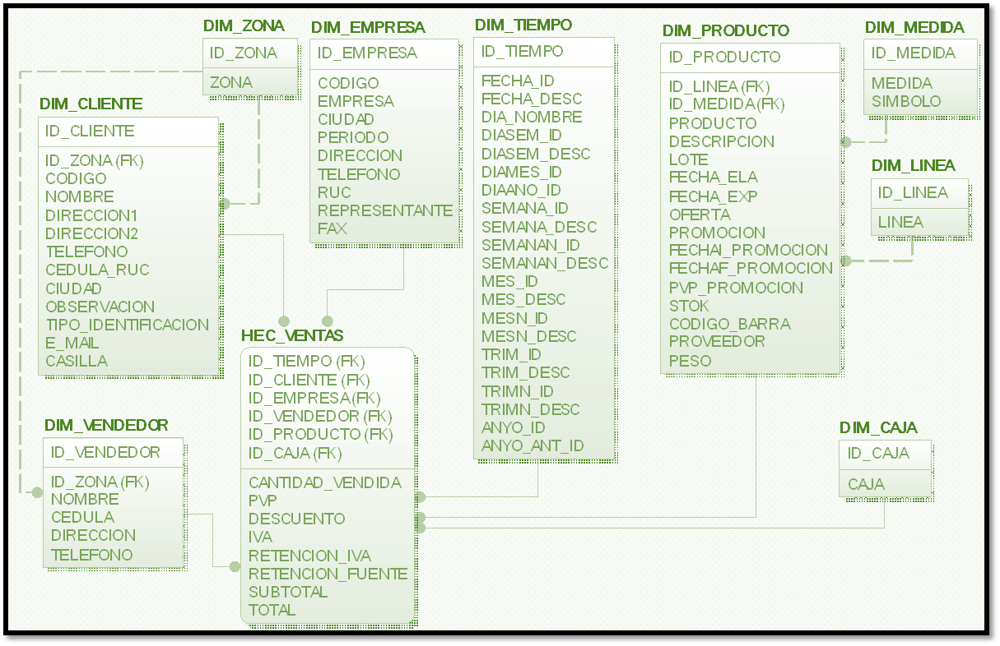 DIM_ZONA
ID_ZONA
ZONA
DIM_EMPRESA
ID_EMPRESA
CODIGO
EMPRESA
CIUDAD
PERIODO
DIRECCION
TELEFONO
RUC
REPRESENTANTE
FAX
DIM_TIEMPO
ID_TIEMPO
FECHA_ID
FECHA_DESC
DIA_NOMBRE
DIASEM_ID
DIASEM_DESC
DIAMES_ID
DIAANO_ID
SEMANA_ID
SEMANA_DESC
SEMANAN_ID
SEMANAN_DESC
MES_ID
MES_DESC
MESN_ID
MESN_DESC
TRIM_ID
TRIM_DESC
TRIMN_ID
TRIMN_DESC
ANYO_ID
ANYO_ANT_ID
DIM_PRODUCTO
ID_PRODUCTO
ID_LINEA (FK)
ID_MEDIDA (FK)
PRODUCTO
DESCRIPCION
LOTE
FECHA_ELA
FECHA_EXP
OFERTA
PROMOCION
FECHAI_PROMOCION
FECHAF_PROMOCION
PVP_PROMOCION
STOK
CODIGO_BARRA
PROVEEDOR
PESO
DIM_MEDIDA
ID_MEDIDA
MEDIDA
SIMBOLO
DIM_LINEA
ID_LINEA
LINEA
DIM_CLIENTE
ID_CLIENTE
ID_ZONA (FK)
CODIGO
NOMBRE
DIRECCION1
DIRECCION2
TELEFONO
CEDULA_RUC
CIUDAD
OBSERVACION
TIPO_IDENTIFICACION
E_MAIL
CASILLA
HEC_VENTAS
ID_TIEMPO (FK)
ID_CLIENTE (FK)
ID_EMPRESA (FK)
ID_VENDEDOR (FK)
ID_PRODUCTO (FK)
ID_CAJA (FK)
CANTIDAD_VENDIDA
PVP
DESCUENTO
IVA
RETENCION_IVA
RETENCION_FUENTE
SUBTOTAL
TOTAL
DIM_VENDEDOR
ID_VENDEDOR
ID_ZONA (FK)
NOMBRE
CEDULA
DIRECCION
TELEFONO
DIM_CAJA
ID_CAJA
CAJA